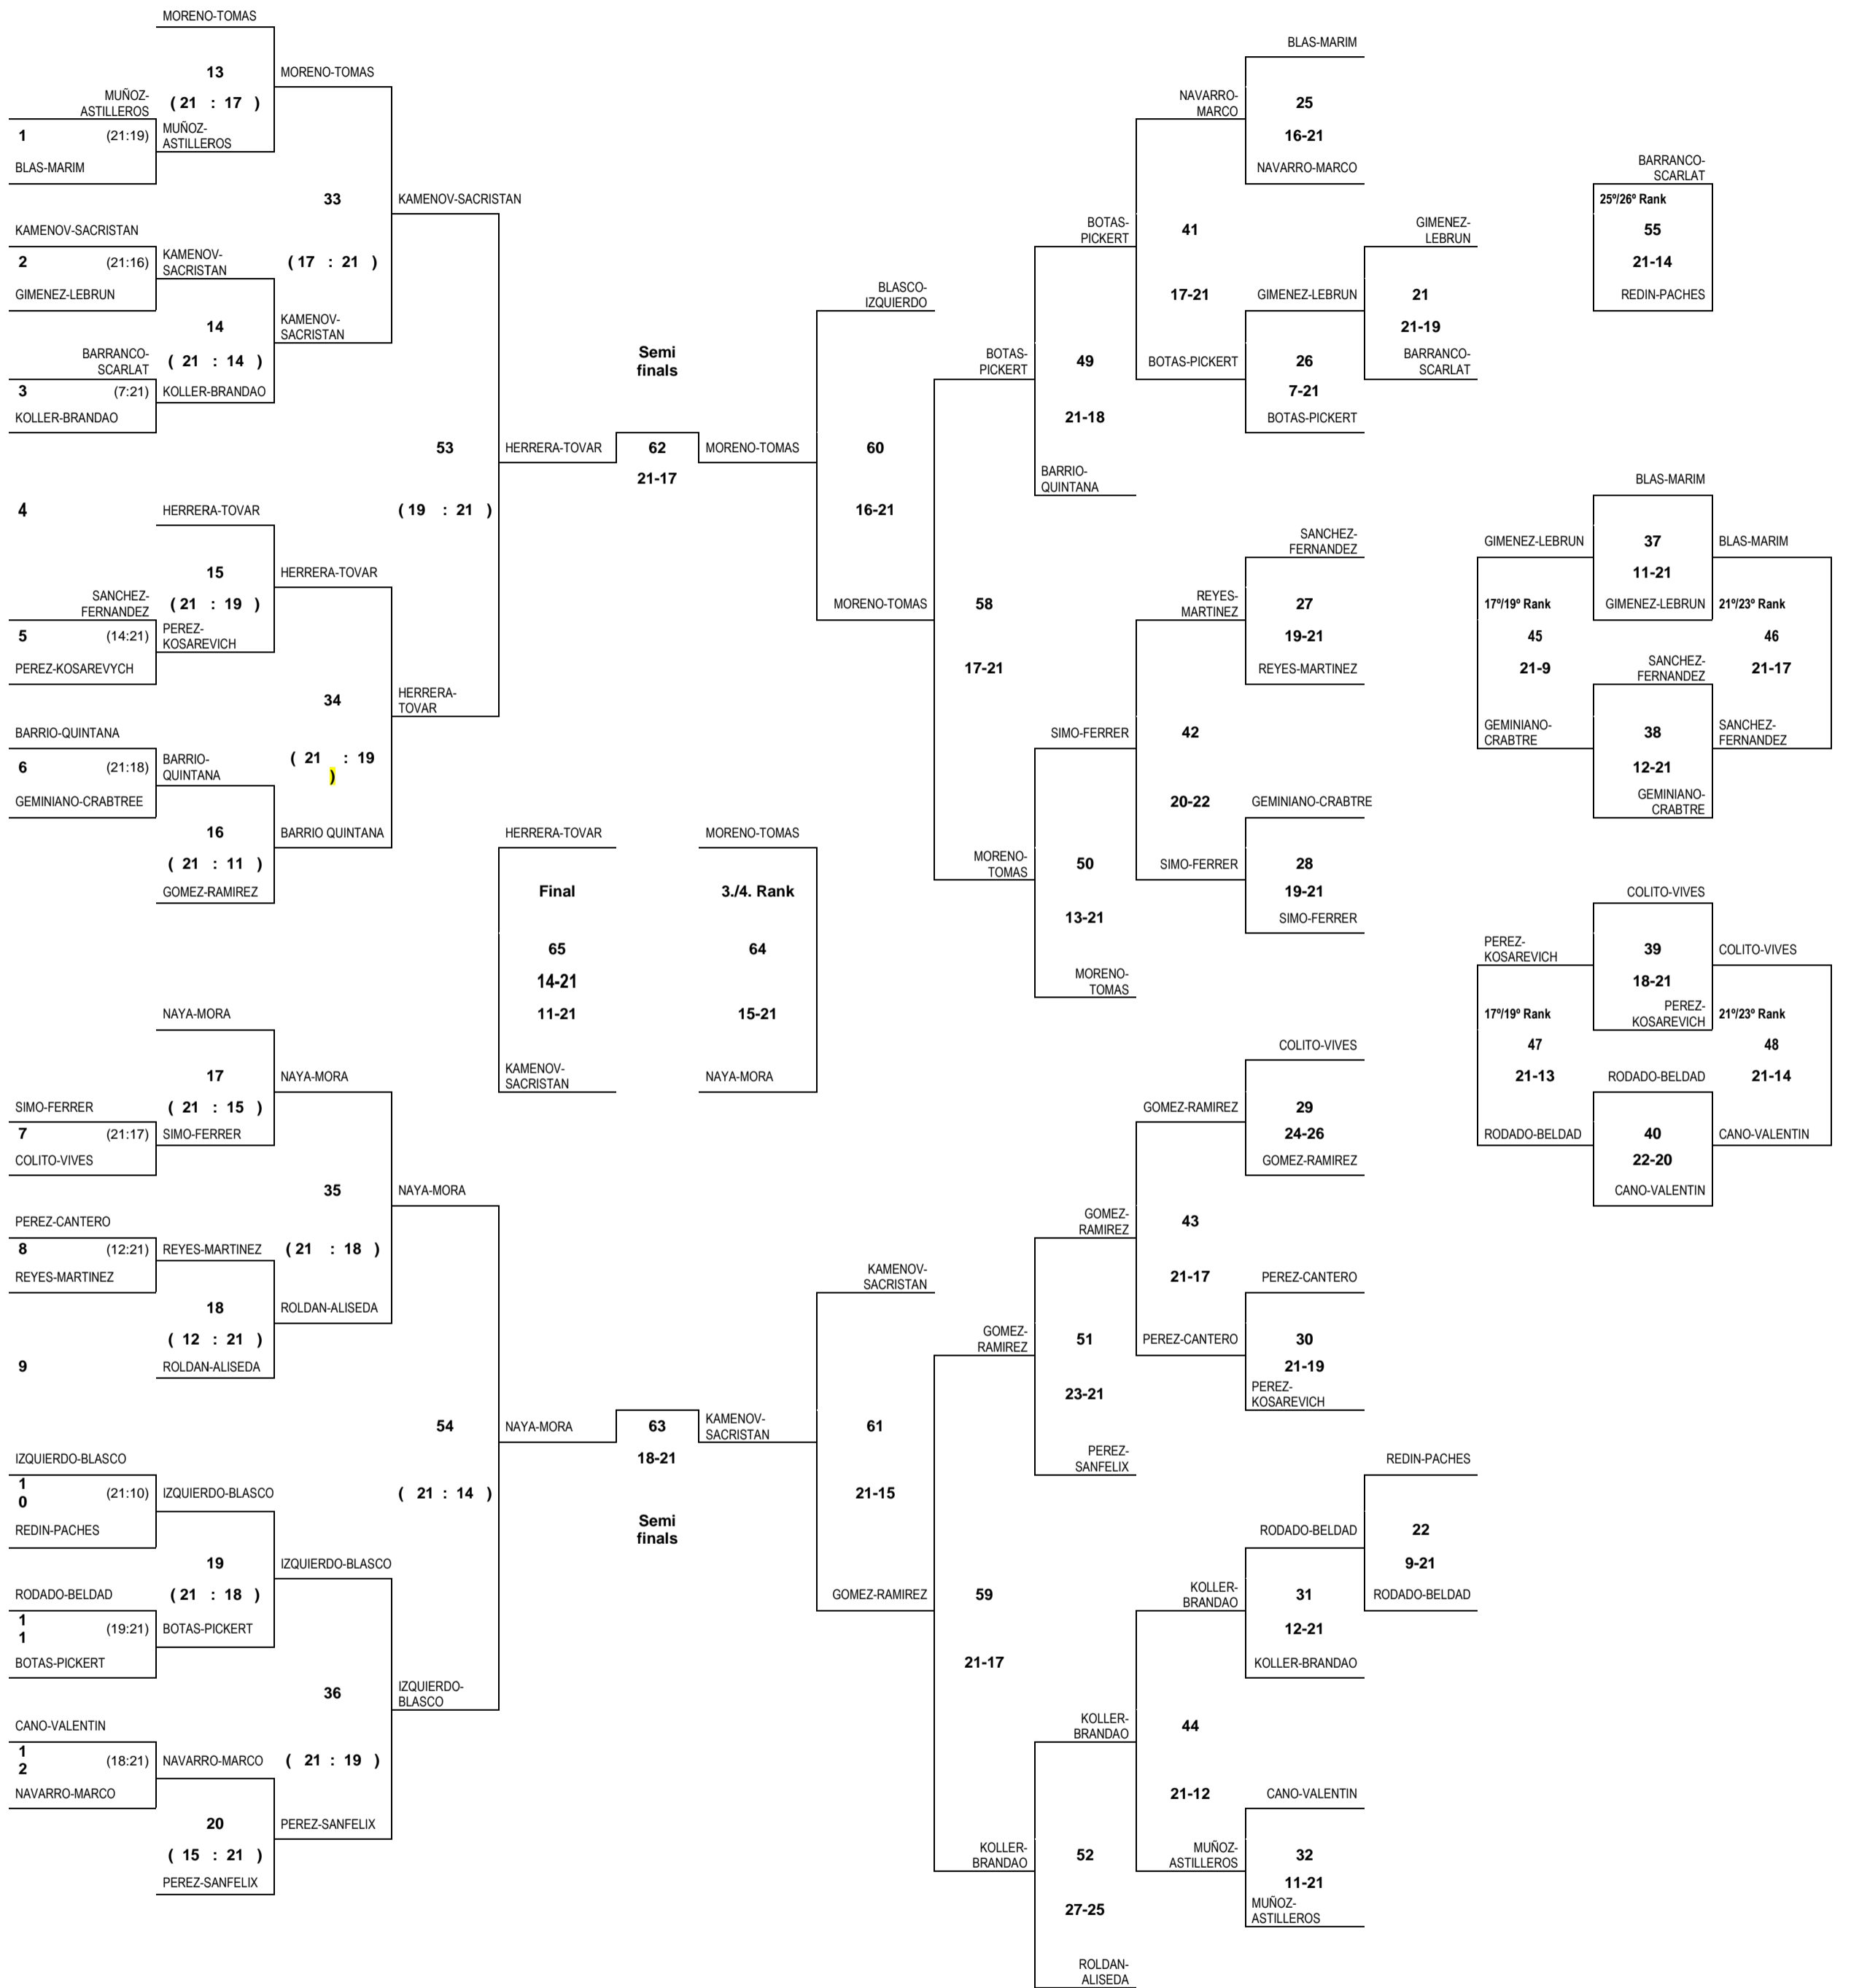 MORENO-TOMAS
13
( 21 : 17 )
MORENO-TOMAS
MUÑOZ-
ASTILLEROS
1
(21:19)
MUÑOZ-
ASTILLEROS
BLAS-MARIM
33
( 17 : 21 )
KAMENOV-SACRISTAN
KAMENOV-SACRISTAN
2
(21:16)
KAMENOV-
SACRISTAN
GIMENEZ-LEBRUN
14
( 21 : 14 )
KAMENOV-
SACRISTAN
BARRANCO-
SCARLAT
3
(7:21)
KOLLER-BRANDAO
KOLLER-BRANDAO
53
( 19 : 21 )
HERRERA-TOVAR
4
HERRERA-TOVAR
15
( 21 : 19 )
HERRERA-TOVAR
SANCHEZ-
FERNANDEZ
5
(14:21)
PEREZ-
KOSAREVICH
PEREZ-KOSAREVYCH
34
( 21 : 19
)
HERRERA-
TOVAR
BARRIO-QUINTANA
6
(21:18)
BARRIO-
QUINTANA
GEMINIANO-CRABTREE
16
( 21 : 11 )
BARRIO QUINTANA
GOMEZ-RAMIREZ
NAYA-MORA
17
( 21 : 15 )
NAYA-MORA
SIMO-FERRER
7
(21:17)
SIMO-FERRER
COLITO-VIVES
35
( 21 : 18 )
NAYA-MORA
PEREZ-CANTERO
8
(12:21)
REYES-MARTINEZ
REYES-MARTINEZ
18
( 12 : 21 )
ROLDAN-ALISEDA
9
ROLDAN-ALISEDA
54
( 21 : 14 )
NAYA-MORA
IZQUIERDO-BLASCO
1
0
(21:10)
IZQUIERDO-BLASCO
REDIN-PACHES
19
( 21 : 18 )
IZQUIERDO-BLASCO
RODADO-BELDAD
1
1
(19:21)
BOTAS-PICKERT
BOTAS-PICKERT
36
( 21 : 19 )
IZQUIERDO-
BLASCO
CANO-VALENTIN
1
2
(18:21)
NAVARRO-MARCO
NAVARRO-MARCO
20
( 15 : 21 )
PEREZ-SANFELIX
PEREZ-SANFELIX
Semi
finals
62
21-17
MORENO-TOMAS
HERRERA-TOVAR
Final
65
14-21
11-21
KAMENOV-
SACRISTAN
MORENO-TOMAS
3./4. Rank
64
15-21
NAYA-MORA
63
18-21
KAMENOV-
SACRISTAN
Semi
finals
BLASCO-
IZQUIERDO
60
16-21
MORENO-TOMAS
KAMENOV-
SACRISTAN
61
21-15
GOMEZ-RAMIREZ
BOTAS-
PICKERT
58
17-21
MORENO-
TOMAS
GOMEZ-
RAMIREZ
59
21-17
KOLLER-
BRANDAO
BOTAS-
PICKERT
49
21-18
BARRIO-
QUINTANA
SIMO-FERRER
50
13-21
MORENO-
TOMAS
GOMEZ-
RAMIREZ
51
23-21
PEREZ-
SANFELIX
KOLLER-
BRANDAO
52
27-25
ROLDAN-
ALISEDA
NAVARRO-
MARCO
41
17-21
BOTAS-PICKERT
REYES-
MARTINEZ
42
20-22
SIMO-FERRER
GOMEZ-RAMIREZ
43
21-17
PEREZ-CANTERO
KOLLER-
BRANDAO
44
21-12
MUÑOZ-
ASTILLEROS
BLAS-MARIM
25
16-21
NAVARRO-MARCO
GIMENEZ-LEBRUN
26
7-21
BOTAS-PICKERT
SANCHEZ-
FERNANDEZ
27
19-21
REYES-MARTINEZ
GEMINIANO-CRABTRE
28
19-21
SIMO-FERRER
COLITO-VIVES
29
24-26
GOMEZ-RAMIREZ
PEREZ-CANTERO
30
21-19
PEREZ-
KOSAREVICH
RODADO-BELDAD
31
12-21
KOLLER-BRANDAO
CANO-VALENTIN
32
11-21
MUÑOZ-
ASTILLEROS
GIMENEZ-
LEBRUN
21
21-19
BARRANCO-
SCARLAT
REDIN-PACHES
22
9-21
RODADO-BELDAD
BARRANCO-
SCARLAT
25º/26º Rank
55
21-14
REDIN-PACHES
BLAS-MARIM
GIMENEZ-LEBRUN
37
BLAS-MARIM
11-21
17º/19º Rank
GIMENEZ-LEBRUN
21º/23º Rank
45
46
21-9
SANCHEZ-
FERNANDEZ
21-17
GEMINIANO-
CRABTRE
38
SANCHEZ-
FERNANDEZ
12-21
GEMINIANO-
CRABTRE
COLITO-VIVES
PEREZ-
KOSAREVICH
39
COLITO-VIVES
18-21
17º/19º Rank
PEREZ-
KOSAREVICH
21º/23º Rank
47
48
21-13
RODADO-BELDAD
21-14
RODADO-BELDAD
40
CANO-VALENTIN
22-20
CANO-VALENTIN